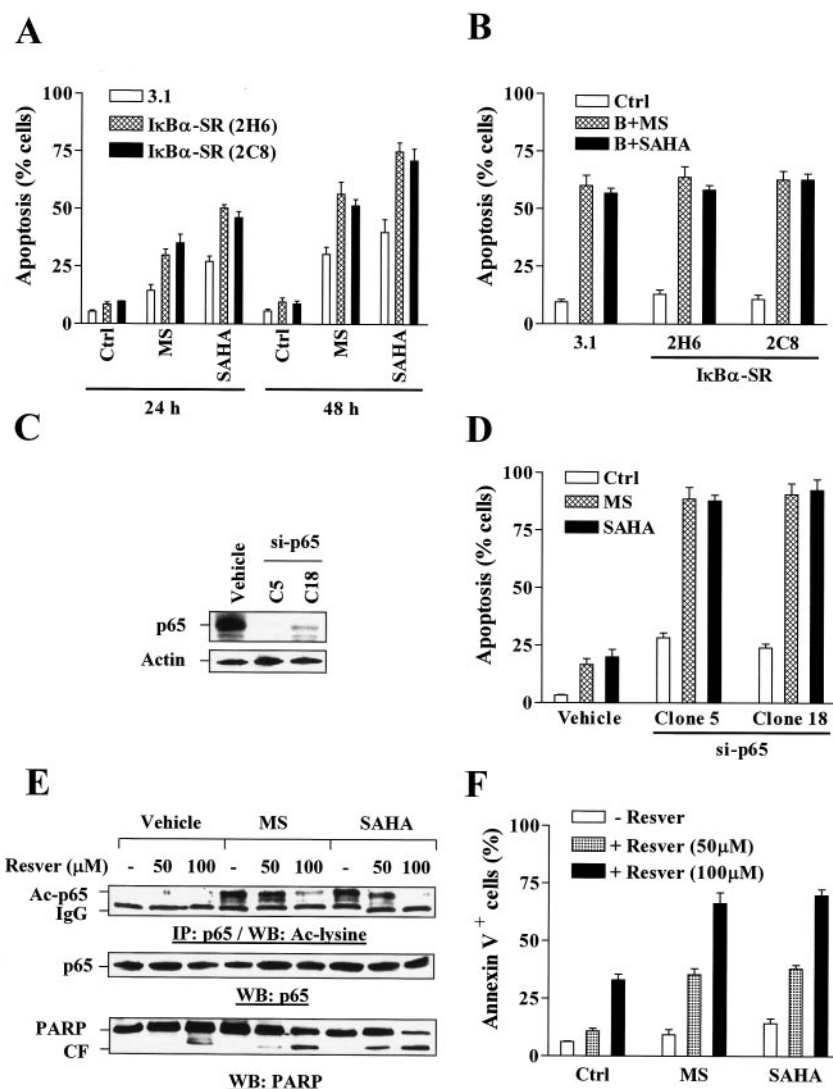 A
Apoptosis (% cells)
100
75
50
25
0
3.1
IκBα-SR (2H6)
IκBα-SR (2C8)
Ctrl
MS
SAHA
Ctrl
MS
SAHA
24 h
48 h
B
Apoptosis (% cells)
100
75
50
25
0
Ctrl
B+MS
B+SAHA
3.1
2H6
2C8
IκBα-SR
C
si-p65
Vehicle
C5
C18
p65
Actin
D
Apoptosis (% cells)
100
75
50
25
0
Ctrl
MS
SAHA
Vehicle
Clone 5
Clone 18
si-p65
E
Vehicle MS SAHA
Resver (μM) - 50 100 - 50 100 - 50 100
Ac-p65
IgG
IP: p65 / WB: Ac-lysine
p65
WB: p65
PARP
CF
WB: PARP
F
Annexin V + cells (%)
100
75
50
25
0
- Resver
+ Resver (50μM)
+ Resver (100μM)
Ctrl
MS
SAHA